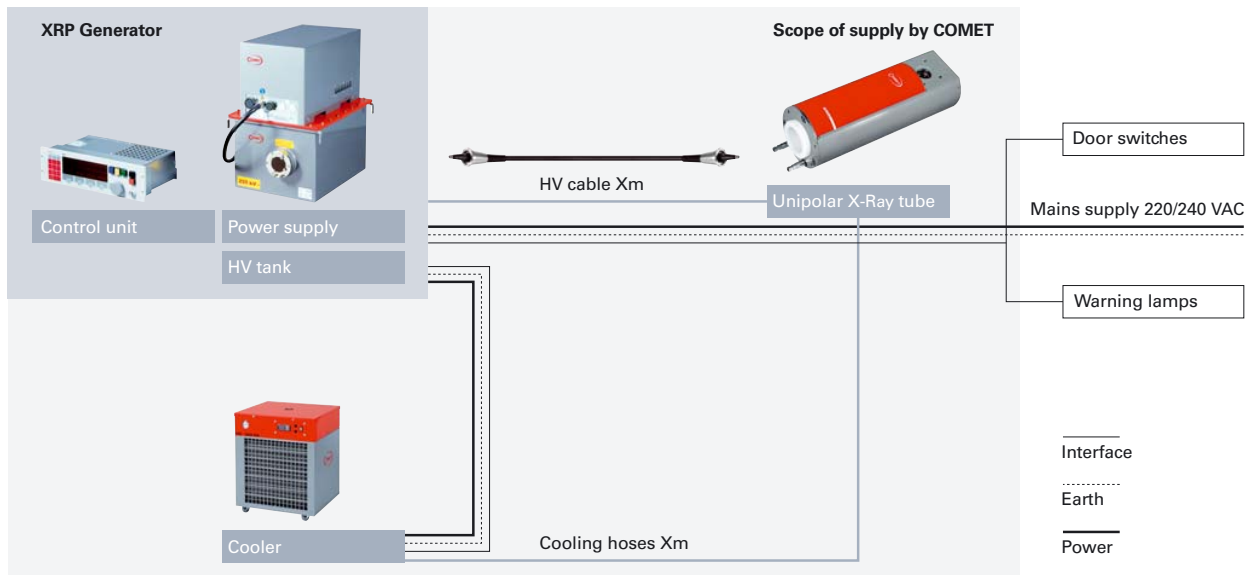 XRP Generator
Scope of supply by COMET
Door switches
HV cable Xm
Unipolar X-Ray tube
Mains supply 220/240 VAC
Control unit
Power supply
HV tank
Warning lamps
Interface
Earth
Cooler
Cooling hoses Xm
Power